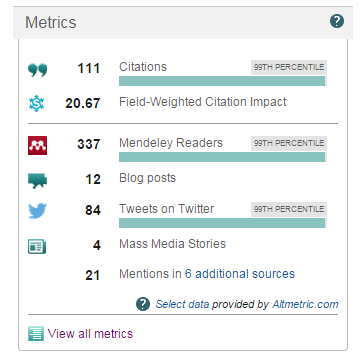 Metrics ?
111 Citations 99TH PERCENTILE
S 20.67 Field-Weighted Citation Impact
337 Mendeley Readers 99TH PERCENTILE
12 Blog posts
84 Tweets on Twitter 99TH PERCENTILE
4 Mass Media Stories
21 Mentions in 6 additional sources
? Select data provided by Altmetric.com
View all metrics